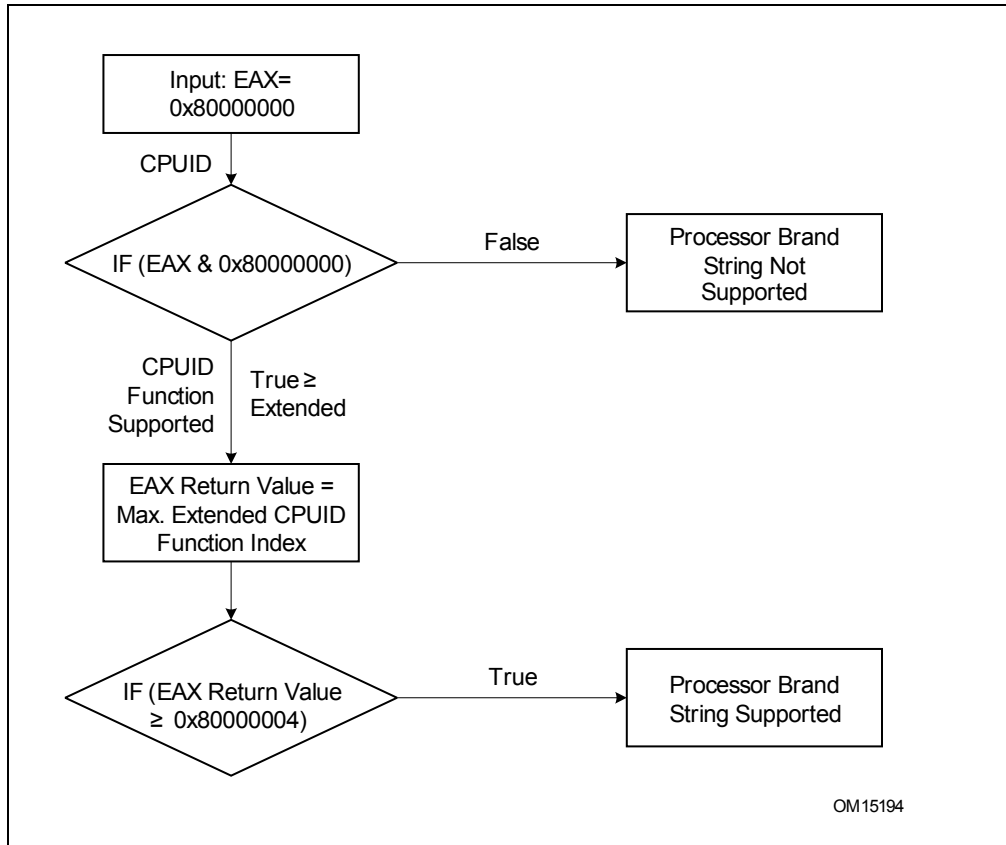 Input: EAX=
0x80000000
CPUID
IF (EAX & 0x80000000)
False
Processor Brand
String Not
Supported
CPUID
Function
Supported
True ≥
Extended
EAX Return Value =
Max. Extended CPUID
Function Index
IF (EAX Return Value
≥ 0x80000004)
True
Processor Brand
String Supported
OM15194